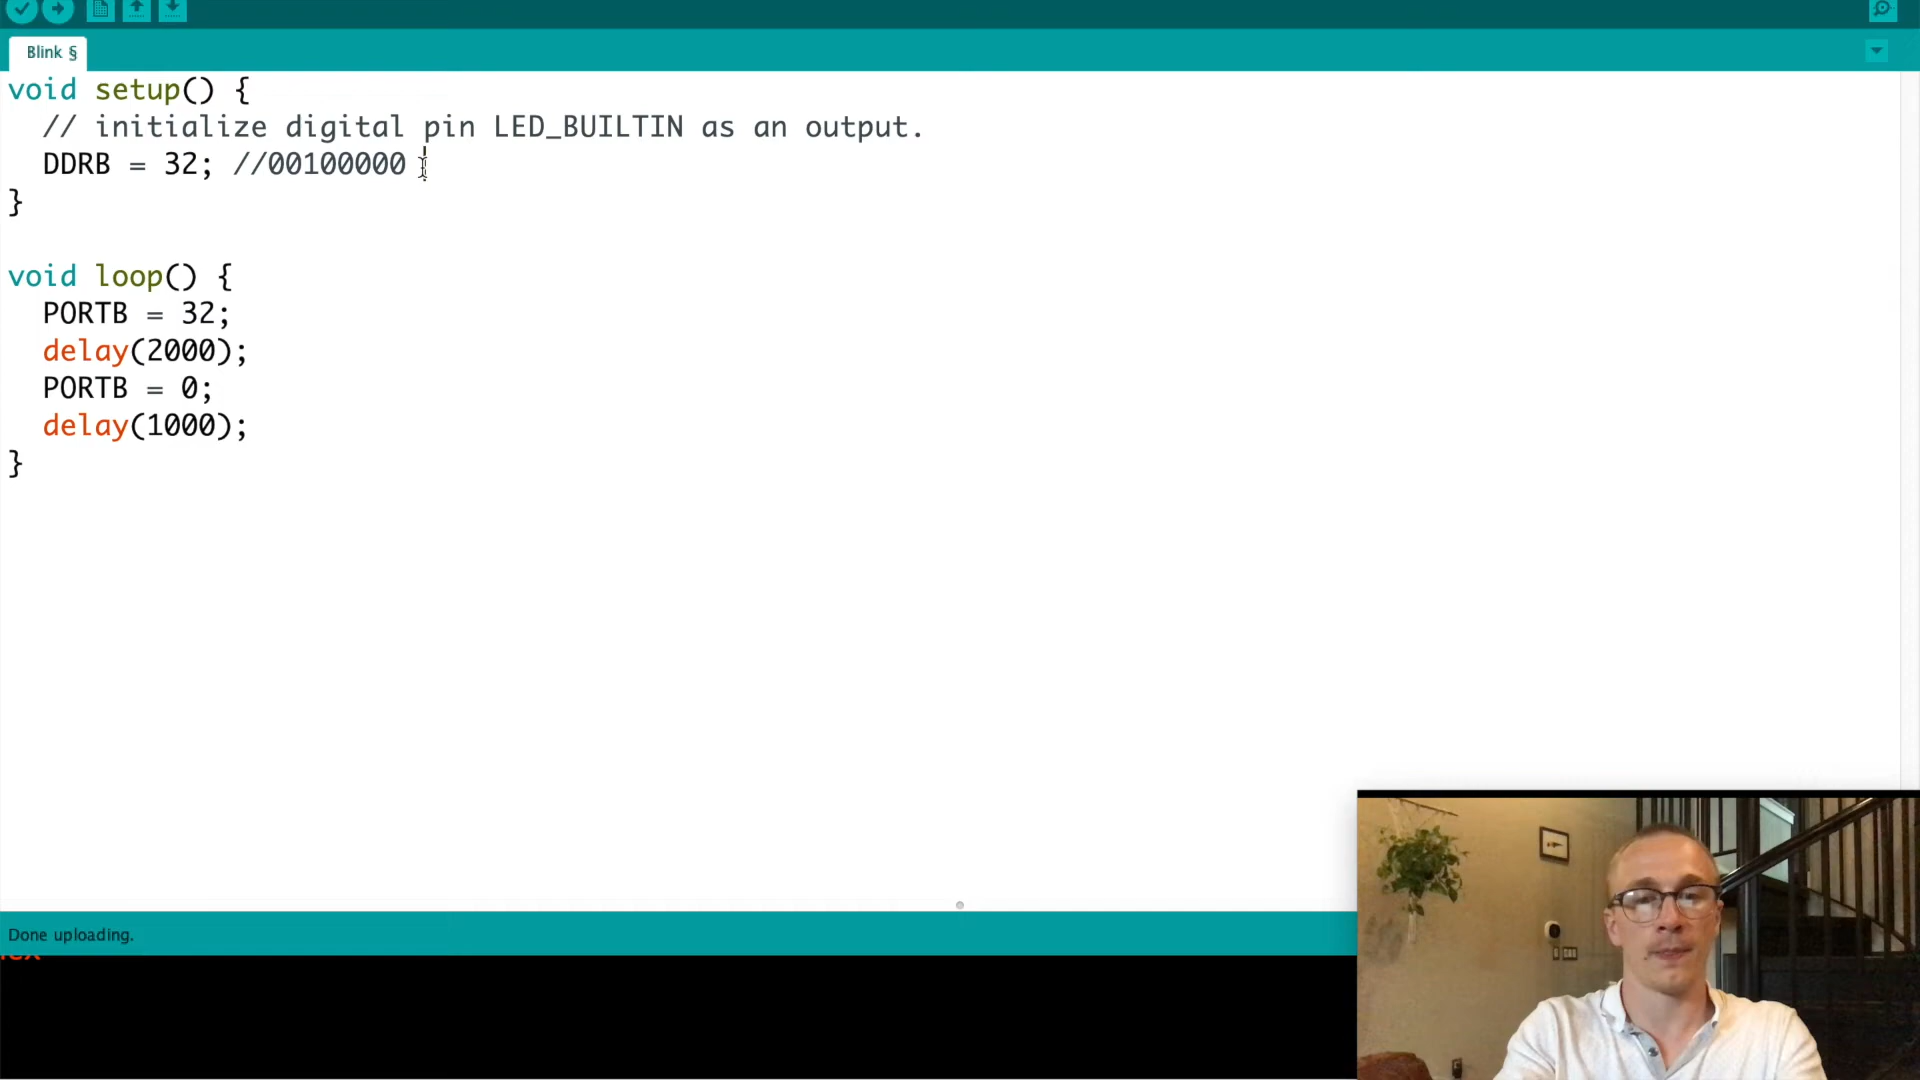 Blink §
void setup() {
// initialize digital pin LED_BUILTIN as an output.
DDRB = 32; //00100000
}
void loop() {
PORTB = 32;
delay(2000);
PORTB = 0;
delay(1000);
}
Done uploading.